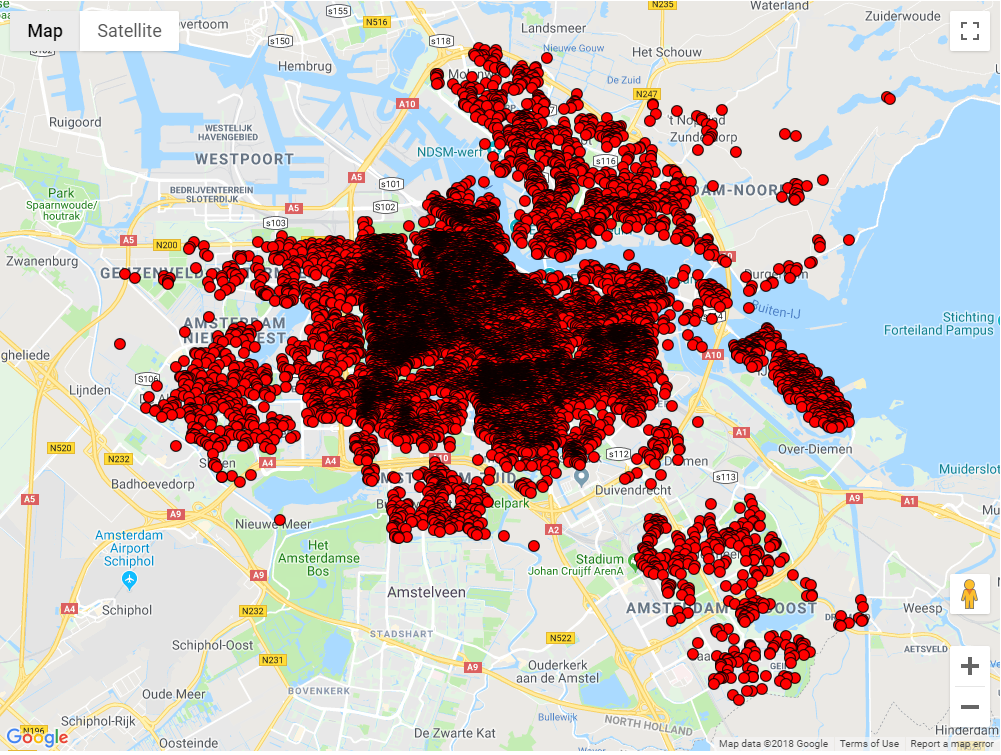 Map
Satellite
s155
N516
N235
Waterland
Landsmeer
Zuiderwoude
s150
s118
Nieuwe Gouw
Het Schouw
Hembrug
De Zuid
N247
A10
Ruigoord
WESTELIJK
HAVENGEBIED
WESTPOORT
NDSM-werf
s116
A5
s101
BEDRIJVENTERREIN
SLOTERDIJK
Park
Spaarnwoude/
houtrak
s102
A5
s103
A5
N200
Zwanenburg
Buiten-IJ
Stichting
Forteiland Pampus
AMSTERDAM
A10
Lijnden
S106
A1
N520
N232
A4
A4
s112
Over-Diemen
Badhoevedorp
Duivendrecht
s113
Muiderslot
A5
A9
A1
A9
Nieuwe Meer
A2
Amsterdam
Airport
Schiphol
Het
Amsterdamse
Bos
Stadium
Johan Cruijff ArenA
A9
Amstelveen
A4
Schiphol
N232
Weesp
STADSHART
N522
AETSVELD
Schiphol-Oost
N231
A9
Ouderkerk
aan de Amstel
Oude Meer
BOVENKERK
Bullewijk
NORTH HOLLAND
Schiphol-Rijk
N196
De Zwarte Kat
Oosteinde
Hinderdam
Google
Map data ©2018 Google
Terms of Use
Report a map error